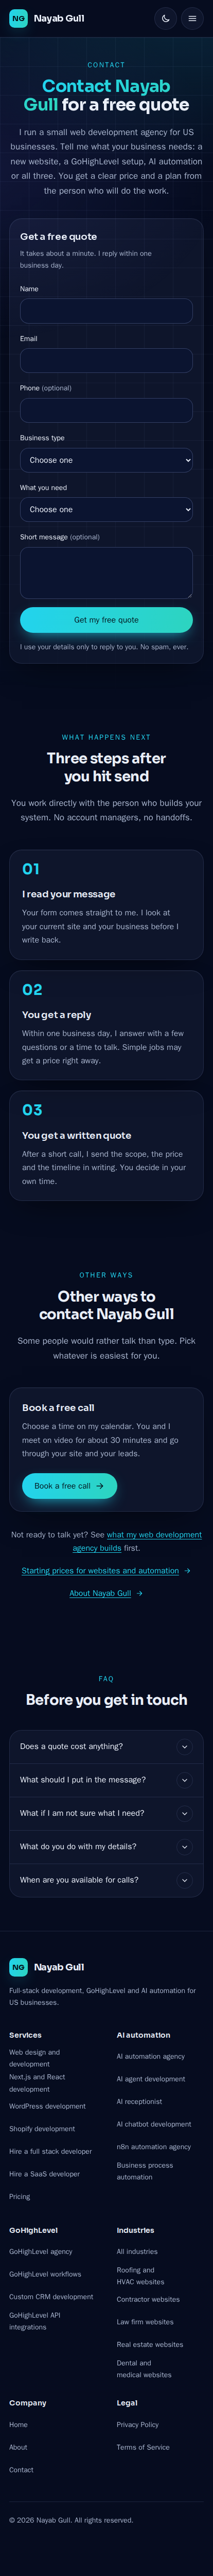 NG Nayab Gull
CONTACT
Contact Nayab
Gull for a free quote
I run a small web development agency for US
businesses. Tell me what your business needs: a
new website, a GoHighLevel setup, AI automation
or all three. You get a clear price and a plan from
the person who will do the work.
Get a free quote
It takes about a minute. I reply within one
business day.
Name
Email
Phone (optional)
Business type
Choose one
What you need
Choose one
Short message (optional)
Get my free quote
I use your details only to reply to you. No spam, ever.
WHAT HAPPENS NEXT
Three steps after
you hit send
You work directly with the person who builds your
system. No account managers, no handoffs.
01
I read your message
Your form comes straight to me. I look at
your current site and your business before I
write back.
02
You get a reply
Within one business day, I answer with a few
questions or a time to talk. Simple jobs may
get a price right away.
03
You get a written quote
After a short call, I send the scope, the price
and the timeline in writing. You decide in your
own time.
OTHER WAYS
Other ways to
contact Nayab Gull
Some people would rather talk than type. Pick
whatever is easiest for you.
Book a free call
Choose a time on my calendar. You and I
meet on video for about 30 minutes and go
through your site and your leads.
Book a free call →
Not ready to talk yet? See what my web development
agency builds first.
Starting prices for websites and automation →
About Nayab Gull →
FAQ
Before you get in touch
Does a quote cost anything?
What should I put in the message?
What if I am not sure what I need?
What do you do with my details?
When are you available for calls?
NG Nayab Gull
Full-stack development, GoHighLevel and AI automation for
US businesses.
Services
Web design and
development
Next.js and React
development
WordPress development
Shopify development
Hire a full stack developer
Hire a SaaS developer
Pricing
AI automation
AI automation agency
AI agent development
AI receptionist
AI chatbot development
n8n automation agency
Business process
automation
GoHighLevel
GoHighLevel agency
GoHighLevel workflows
Custom CRM development
GoHighLevel API
integrations
Industries
All industries
Roofing and
HVAC websites
Contractor websites
Law firm websites
Real estate websites
Dental and
medical websites
Company
Home
About
Contact
Legal
Privacy Policy
Terms of Service
© 2026 Nayab Gull. All rights reserved.